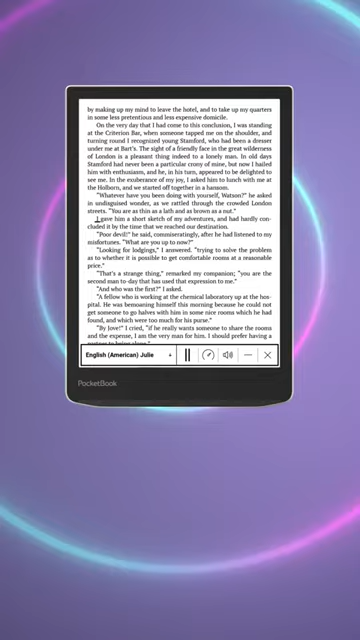 by making up my mind to leave the hotel, and to take up my quarters
in some less pretentious and less expensive domicile.
On the very day that I had come to this conclusion, I was standing
at the Criterion Bar, when someone tapped me on the shoulder, and
turning round I recognized young Stamford, who had been a dresser
under me at Bart's. The sight of a friendly face in the great wilderness
of London is a pleasant thing indeed to a lonely man. In old days
Stamford had never been a particular crony of mine, but now I hailed
him with enthusiasm, and he, in his turn, appeared to be delighted to
see me. In the exuberance of my joy, I asked him to lunch with me at
the Holborn, and we started off together in a hansom.
"Whatever have you been doing with yourself, Watson?" he asked
in undisguised wonder, as we rattled through the crowded London
streets. "You are as thin as a lath and as brown as a nut."
I gave him a short sketch of my adventures, and had hardly con-
cluded it by the time that we reached our destination.
"Poor devil!" he said, commiseratingly, after he had listened to my
misfortunes. "What are you up to now?"
"Looking for lodgings," I answered. "trying to solve the problem
as to whether it is possible to get comfortable rooms at a reasonable
price."
"That's a strange thing," remarked my companion; "you are the
second man to-day that has used that expression to me."
"And who was the first?" I asked.
"A fellow who is working at the chemical laboratory up at the hos-
pital. He was bemoaning himself this morning because he could not
get someone to go halves with him in some nice rooms which he had
found, and which were too much for his purse."
"By Jove!" I cried, "if he really wants someone to share the rooms
and the expense, I am the very man for him. I should prefer having a
English (American) Julie
PocketBook